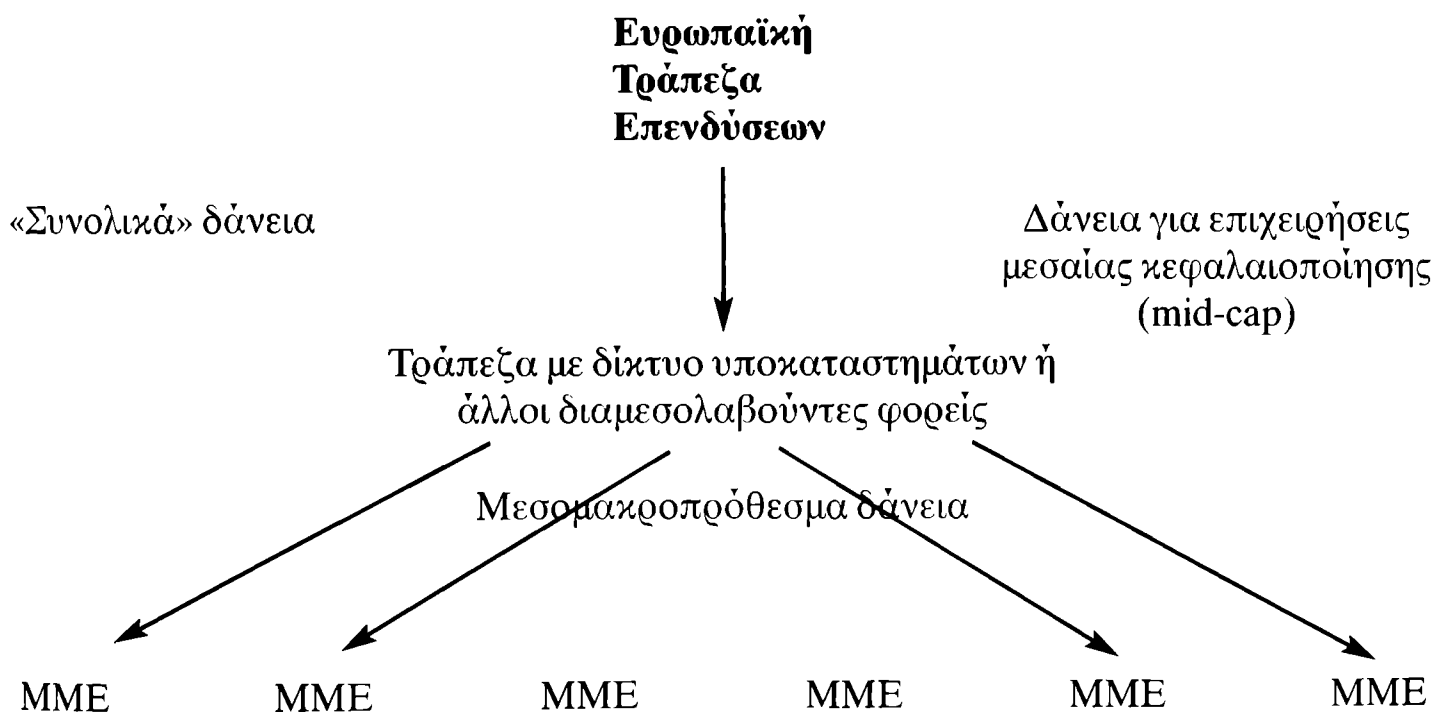 Ευρωπαϊκή
Τράπεζα
Επενδύσεων
«Συνολικά» δάνεια
Δάνεια για επιχειρήσεις
μεσαίας κεφαλαιοποίησης
(mid-cap)
Τράπεζα με δίκτυο υποκαταστημάτων ή
άλλοι διαμεσολαβούντες φορείς
Μεσομακροπρόθεσμα δάνεια
ΜΜΕ ΜΜΕ ΜΜΕ ΜΜΕ ΜΜΕ ΜΜΕ